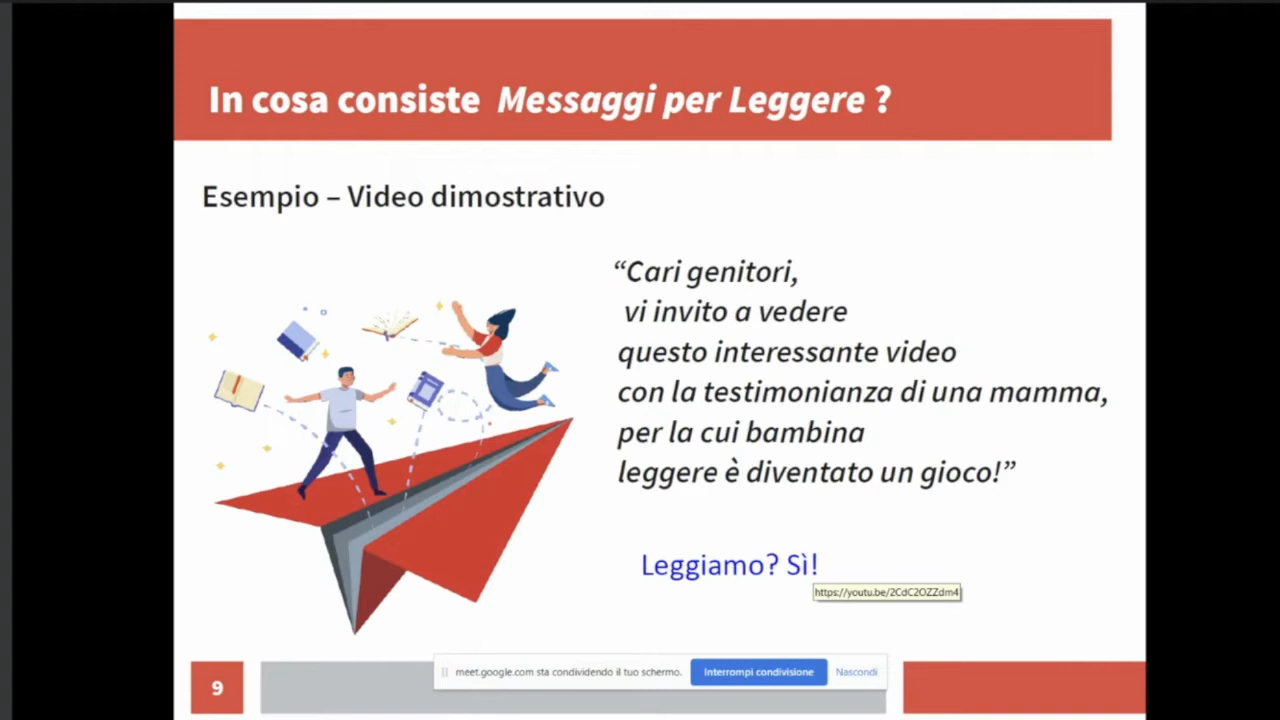 In cosa consiste Messaggi per Leggere ?
Esempio – Video dimostrativo
“Cari genitori,
vi invito a vedere
questo interessante video
con la testimonianza di una mamma,
per la cui bambina
leggere è diventato un gioco!”
Leggiamo? Sì!
https://youtu.be/2CdC2OZZdm4
meet.google.com sta condividendo il tuo schermo.
Interrompi condivisione
Nascondi
9